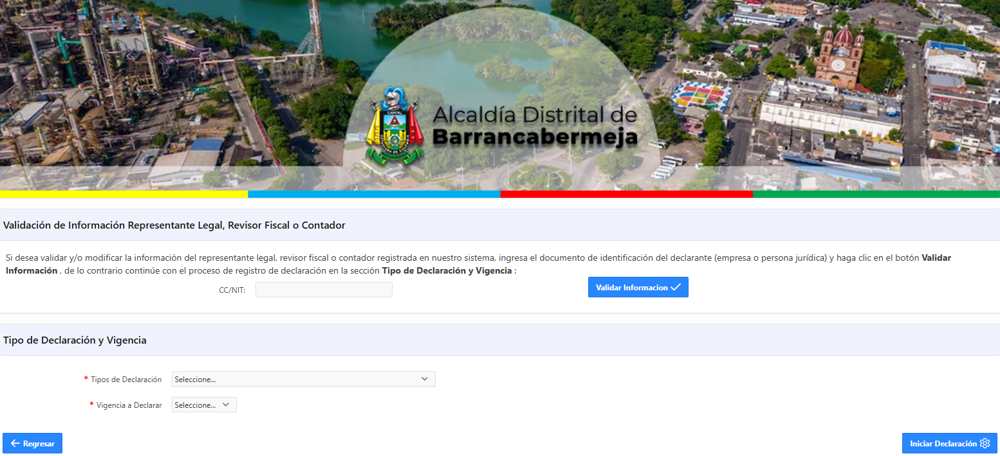 CAPITAL
Alcaldía Distrital de
Barrancabermeja
Validación de Información Representante Legal, Revisor Fiscal o Contador
Si desea validar y/o modificar la información del representante legal, revisor fiscal o contador registrada en nuestro sistema, ingresa el documento de identificación del declarante (empresa o persona jurídica) y haga clic en el botón Validar
Información , de lo contrario continúe con el proceso de registro de declaración en la sección Tipo de Declaración y Vigencia :
CC/NIT:
Validar Informacion
Tipo de Declaración y Vigencia
* Tipos de Declaración Seleccione...
* Vigencia a Declarar Seleccione...
Regresar
Iniciar Declaración